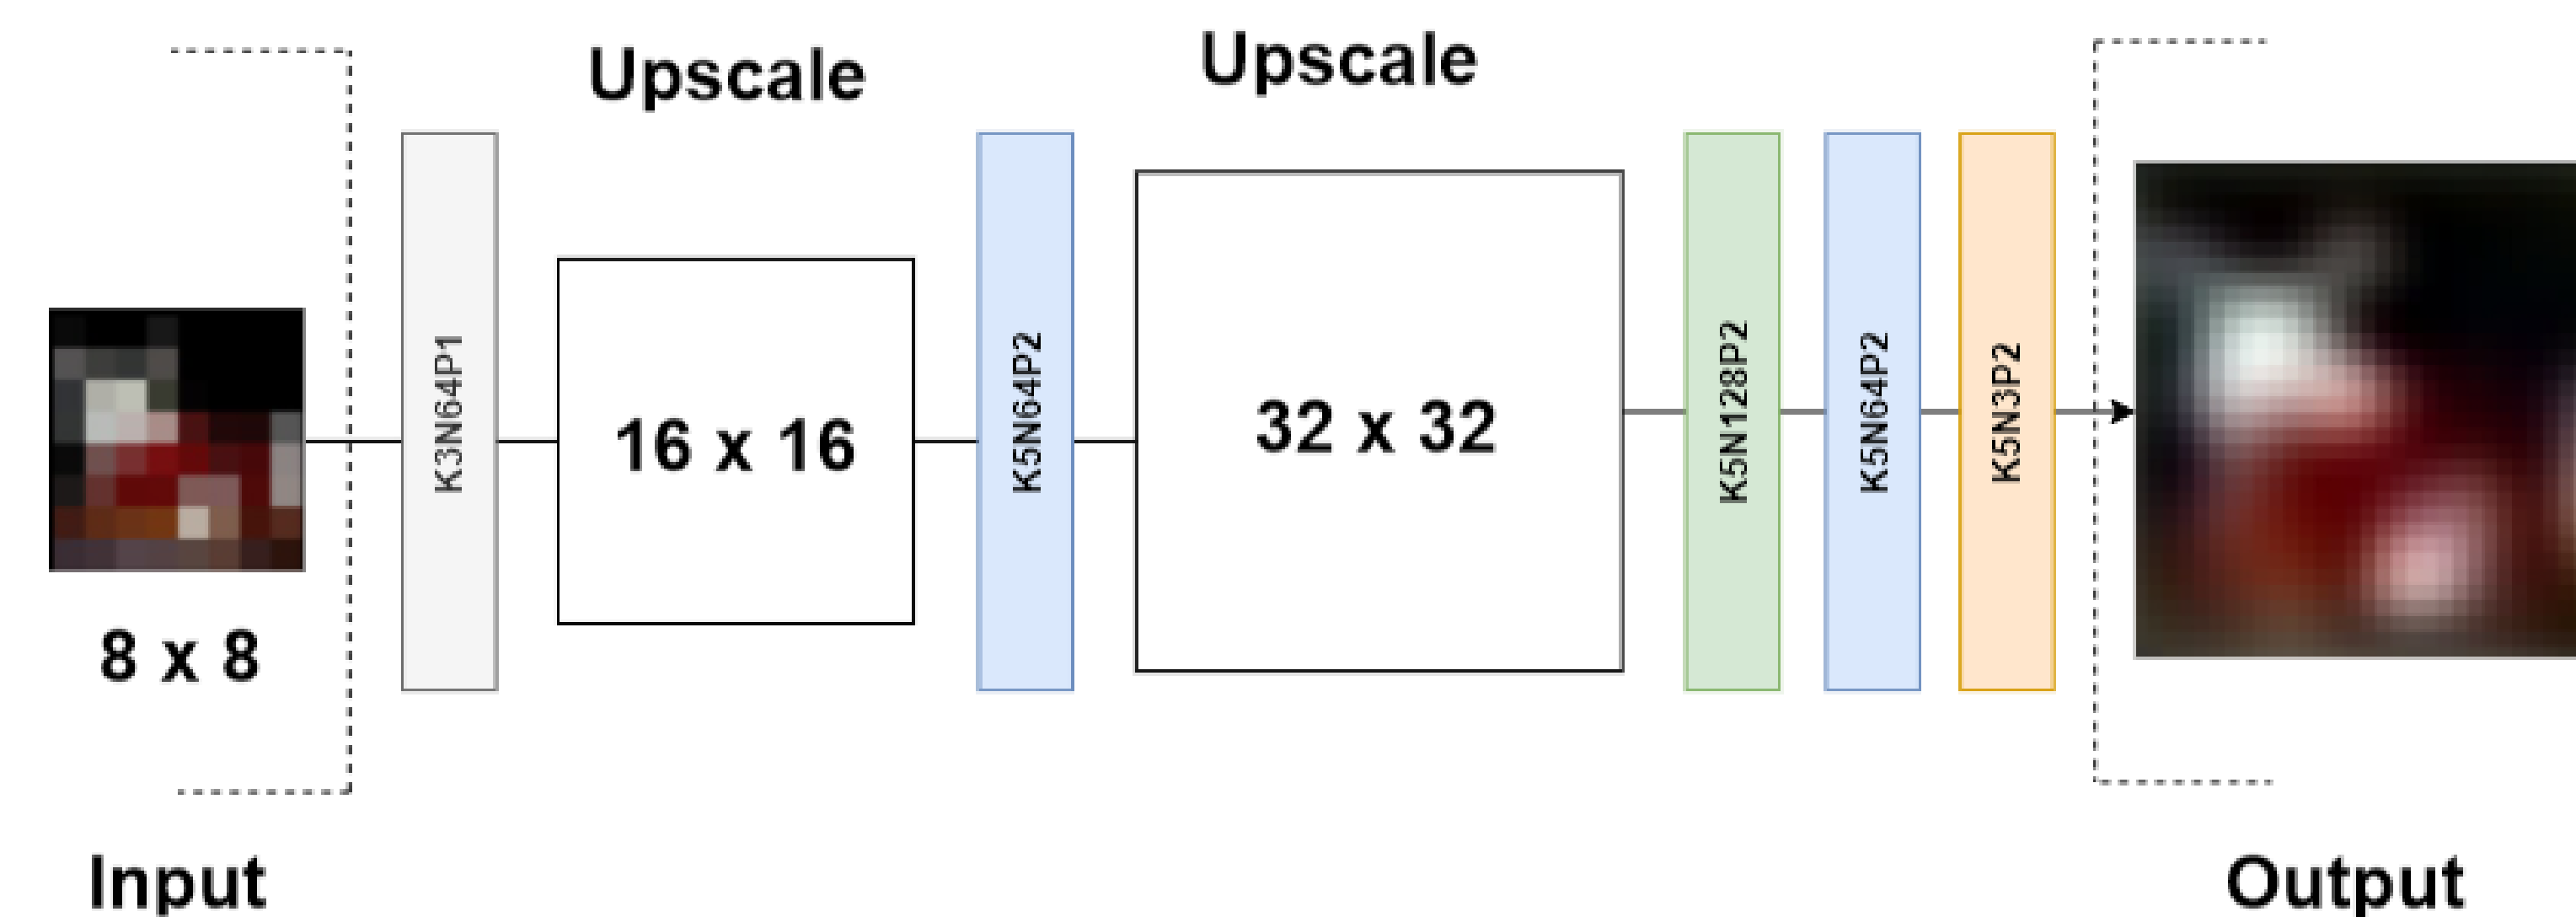 Upscale
Upscale
K3N64P1
16 x 16
K5N64P2
32 x 32
K5N128P2
K5N64P2
K5N3P2
8 x 8
Input
Output